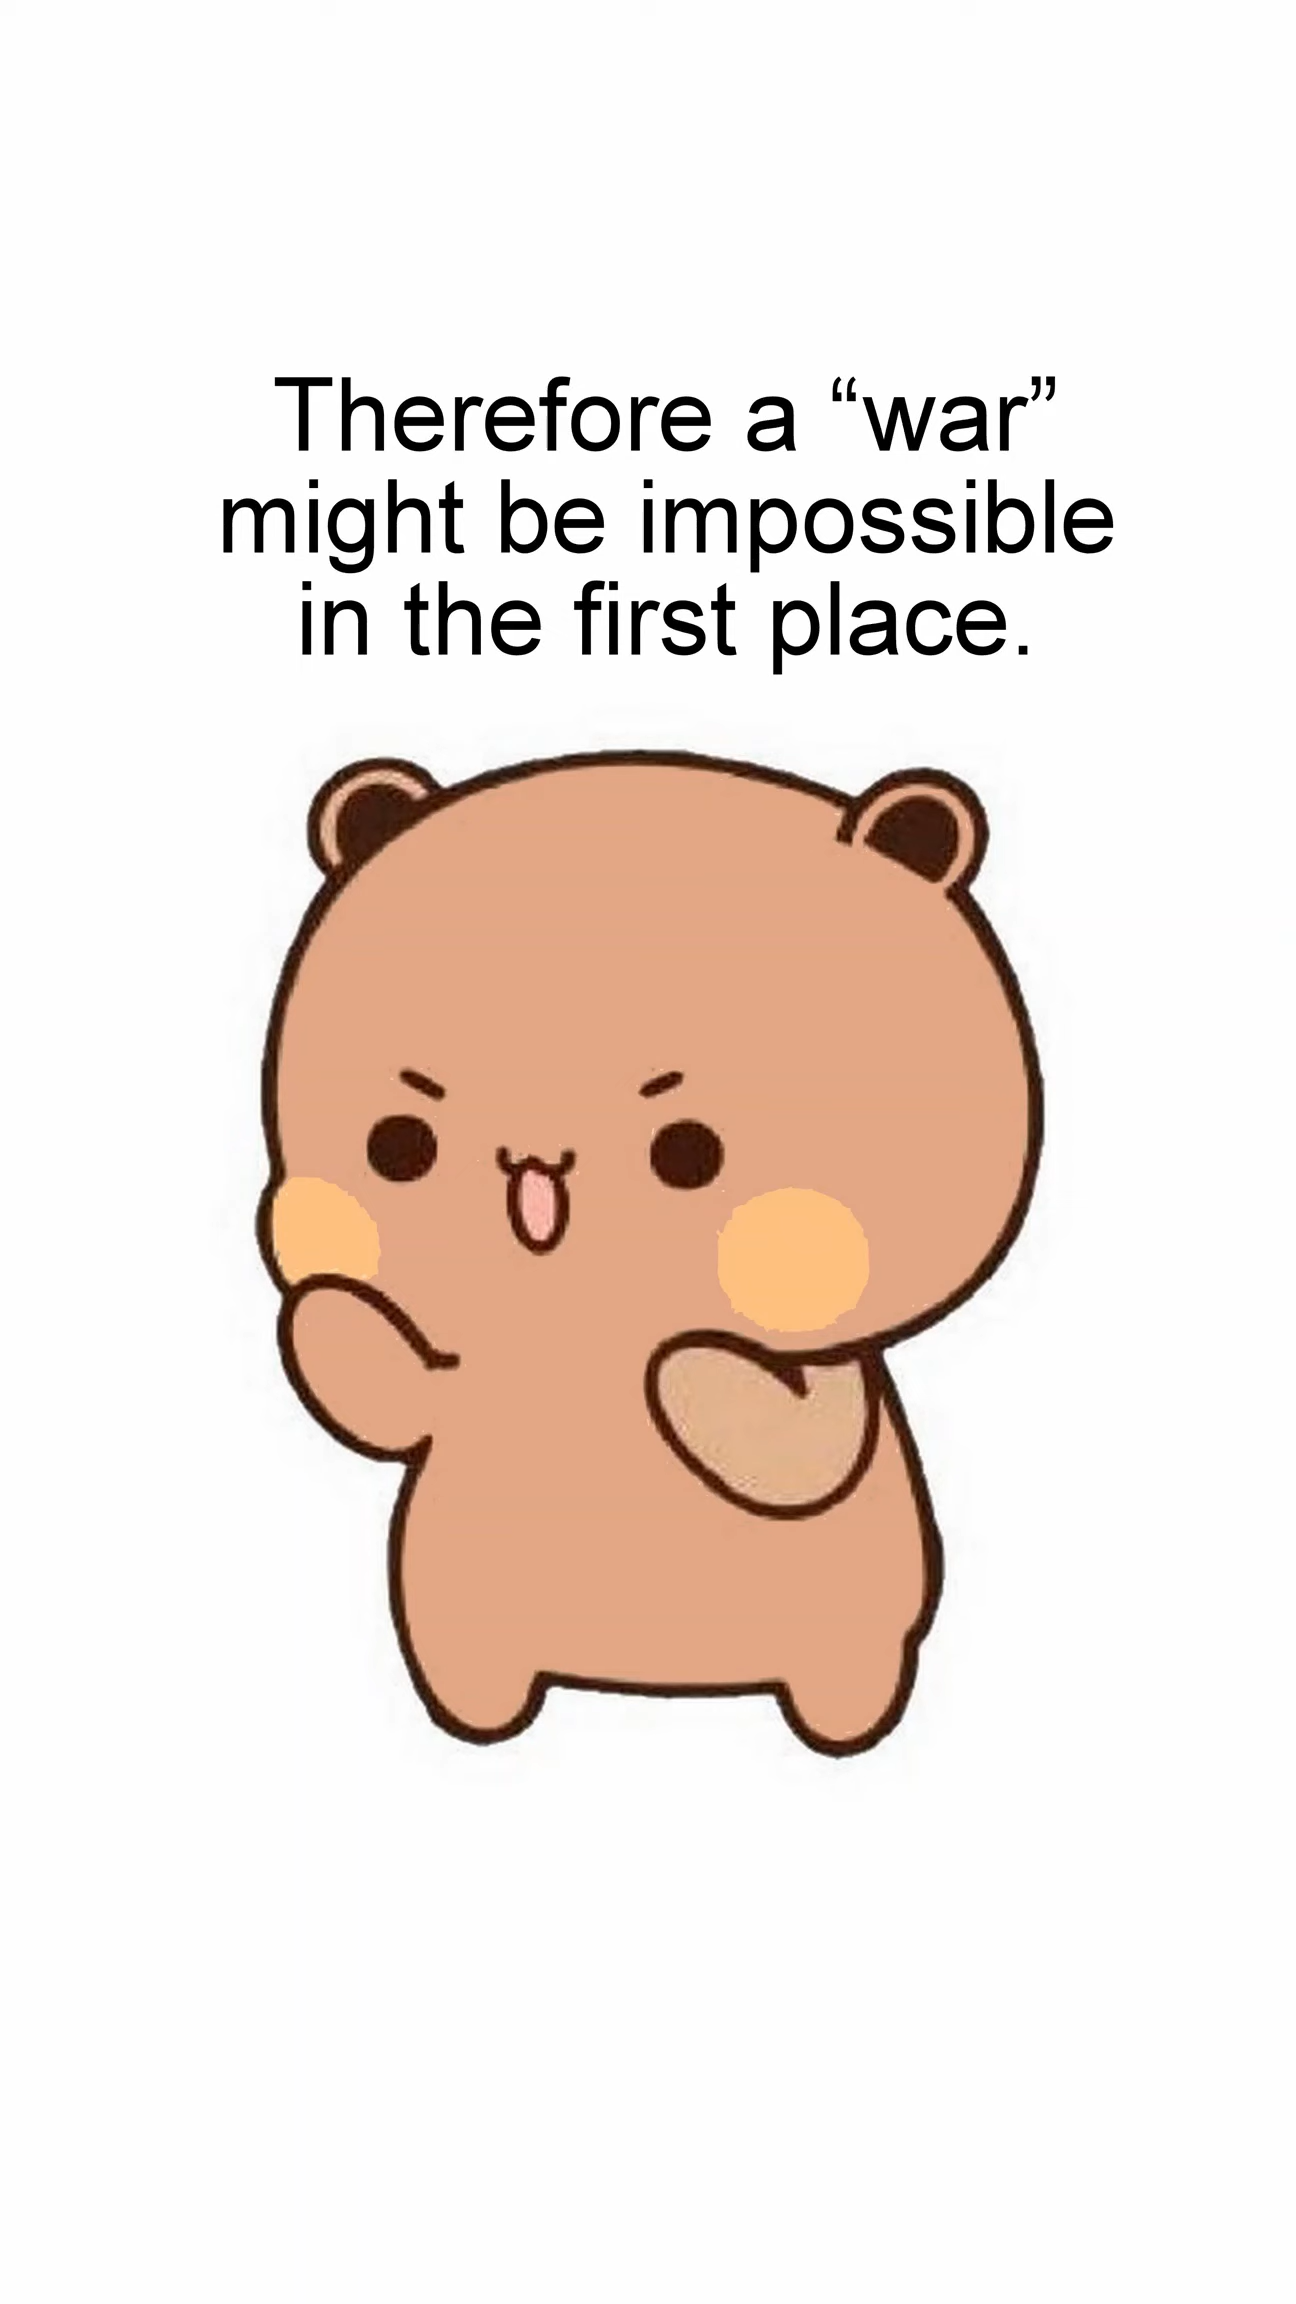 Therefore a “war”
might be impossible
in the first place.